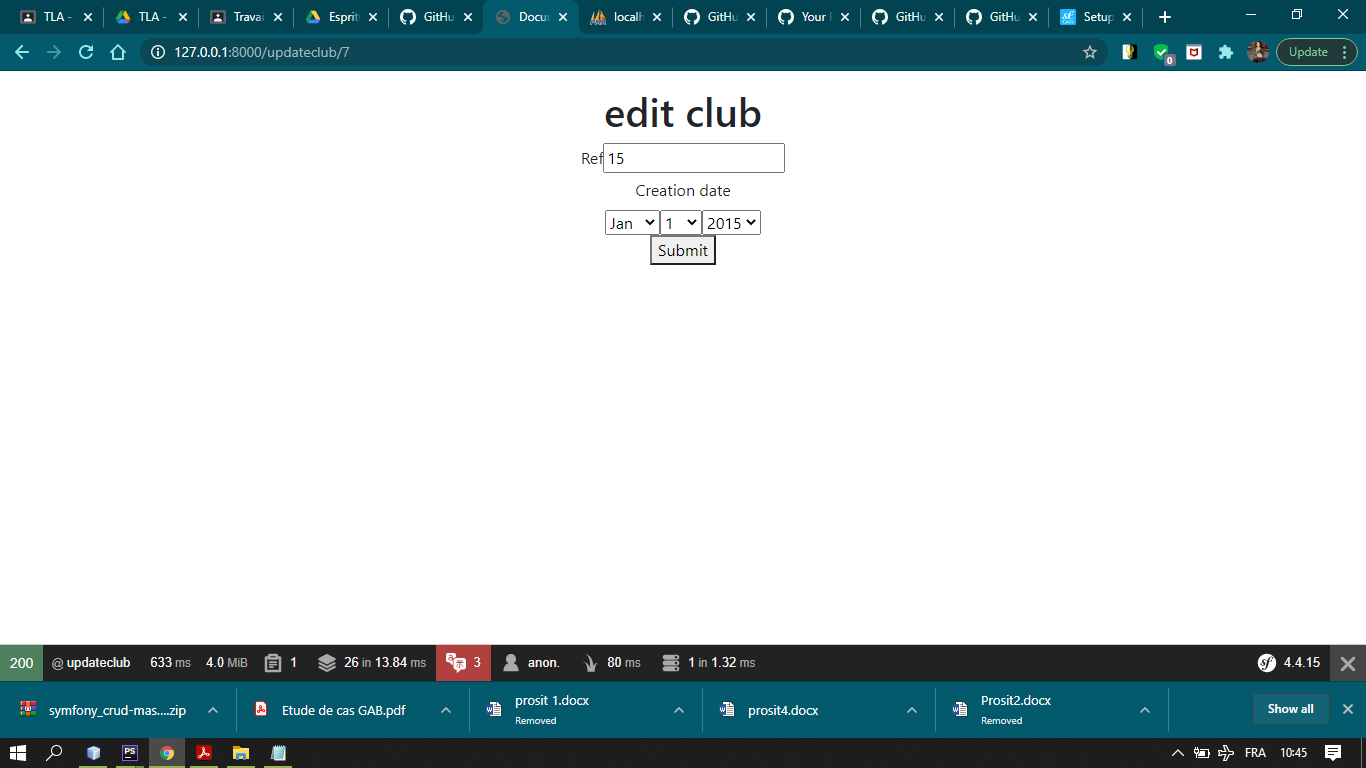 TLA -
TLA -
Travai
Esprit
GitHu
Docur
localh
GitHu
Your
GitHu
GitHu
Setup
127.0.0.1:8000/updateclub/7
0
Update
edit club
Ref 15
Creation date
Jan 1 2015
Submit
200 @ updateclub 633 ms 4.0 MiB 1 26 in 13.84 ms 3 anon. 80 ms 1 in 1.32 ms sf 4.4.15
symfony_crud-mas....zip
Etude de cas GAB.pdf
prosit 1.docx
Removed
prosit4.docx
Prosit2.docx
Removed
Show all
PS
FRA 10:45